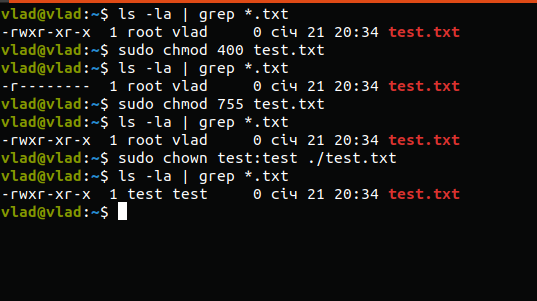 vlad@vlad:~$ ls -la | grep *.txt
-rwxr-xr-x  1 root vlad     0 січ 21 20:34 test.txt
vlad@vlad:~$ sudo chmod 400 test.txt
vlad@vlad:~$ ls -la | grep *.txt
-r--------  1 root vlad     0 січ 21 20:34 test.txt
vlad@vlad:~$ sudo chmod 755 test.txt
vlad@vlad:~$ ls -la | grep *.txt
-rwxr-xr-x  1 root vlad     0 січ 21 20:34 test.txt
vlad@vlad:~$ sudo chown test:test ./test.txt
vlad@vlad:~$ ls -la | grep *.txt
-rwxr-xr-x  1 test test     0 січ 21 20:34 test.txt
vlad@vlad:~$